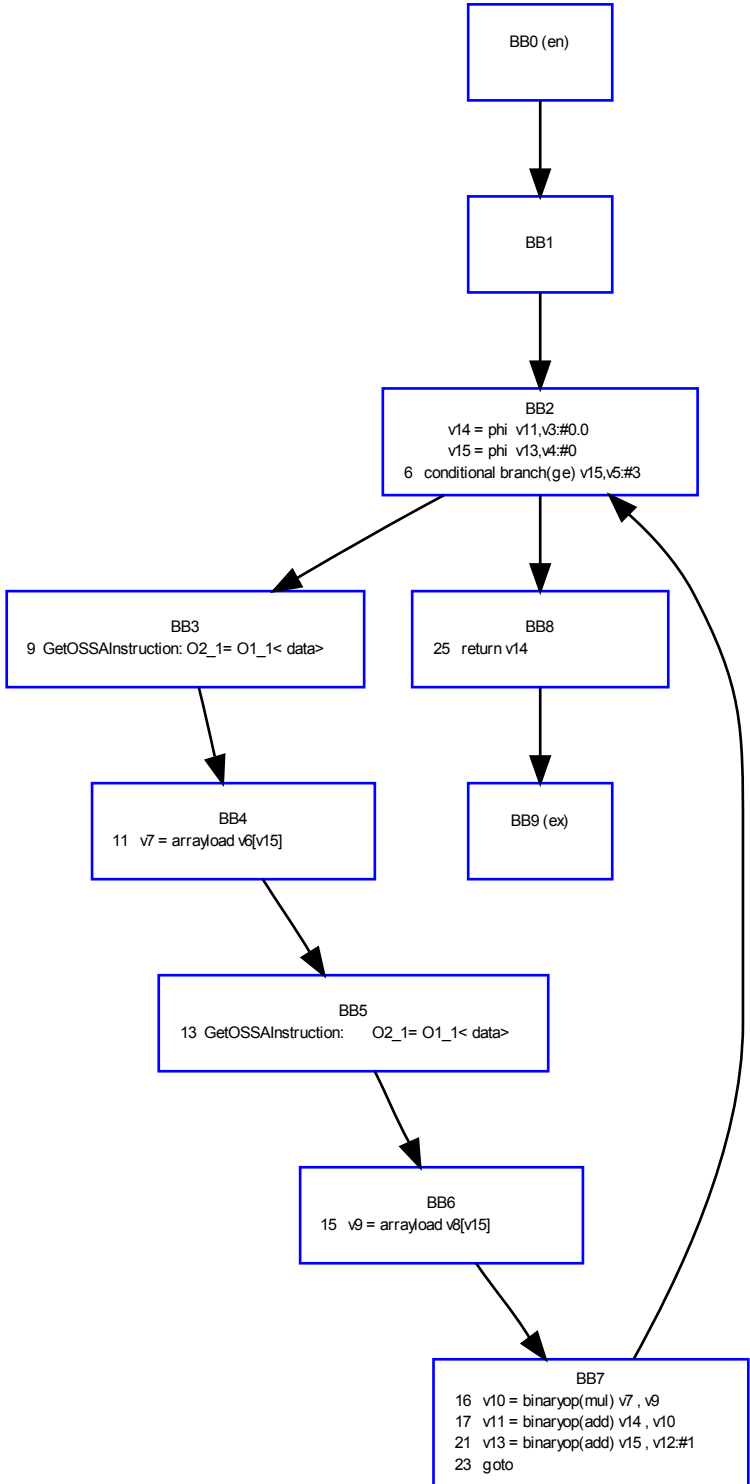 BB0 (en)
BB1
BB2
v14 = phi v11,v3:#0.0
v15 = phi v13,v4:#0
6 conditional branch(ge) v15,v5:#3
BB3
9 GetOSSAInstruction: O2_1= O1_1< data>
BB8
25 return v14
BB4
11 v7 = arrayload v6[v15]
BB9 (ex)
BB5
13 GetOSSAInstruction: O2_1= O1_1< data>
BB6
15 v9 = arrayload v8[v15]
BB7
16 v10 = binaryop(mul) v7 , v9
17 v11 = binaryop(add) v14 , v10
21 v13 = binaryop(add) v15 , v12:#1
23 goto